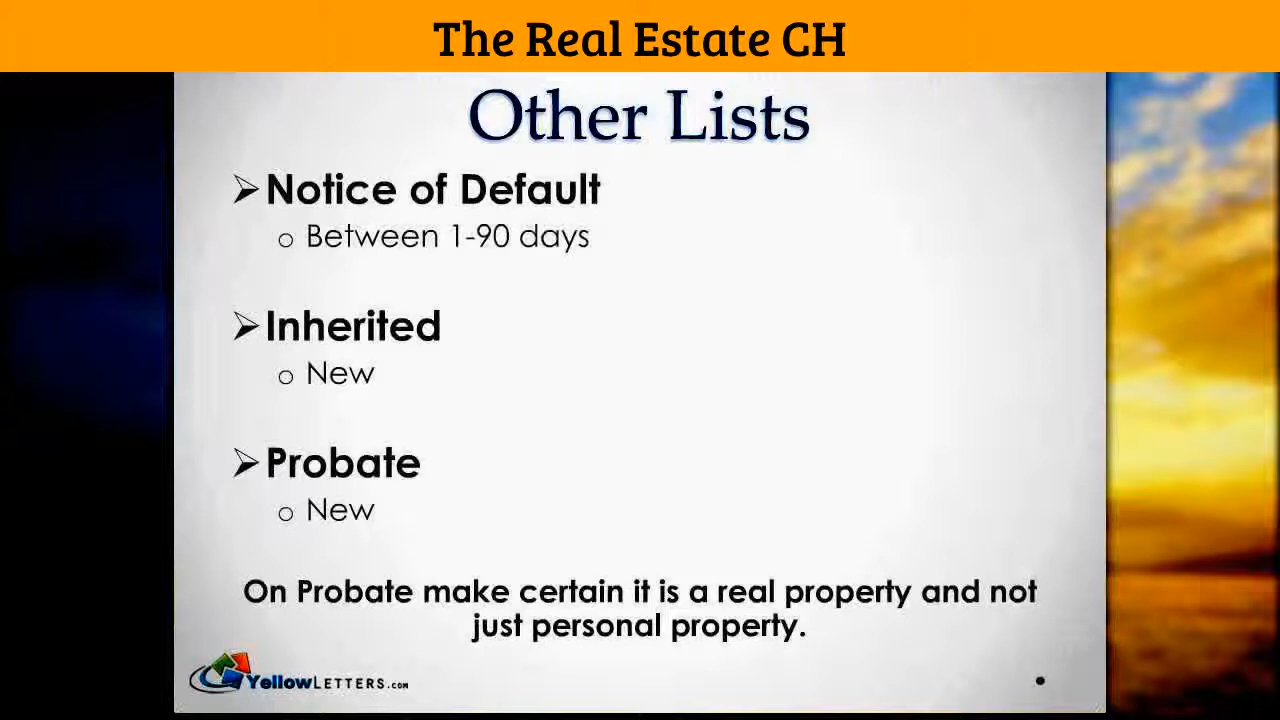 The Real Estate CH
Other Lists
Notice of Default
Between 1-90 days
Inherited
New
Probate
New
On Probate make certain it is a real property and not
just personal property.
YellowLETTERS.COM